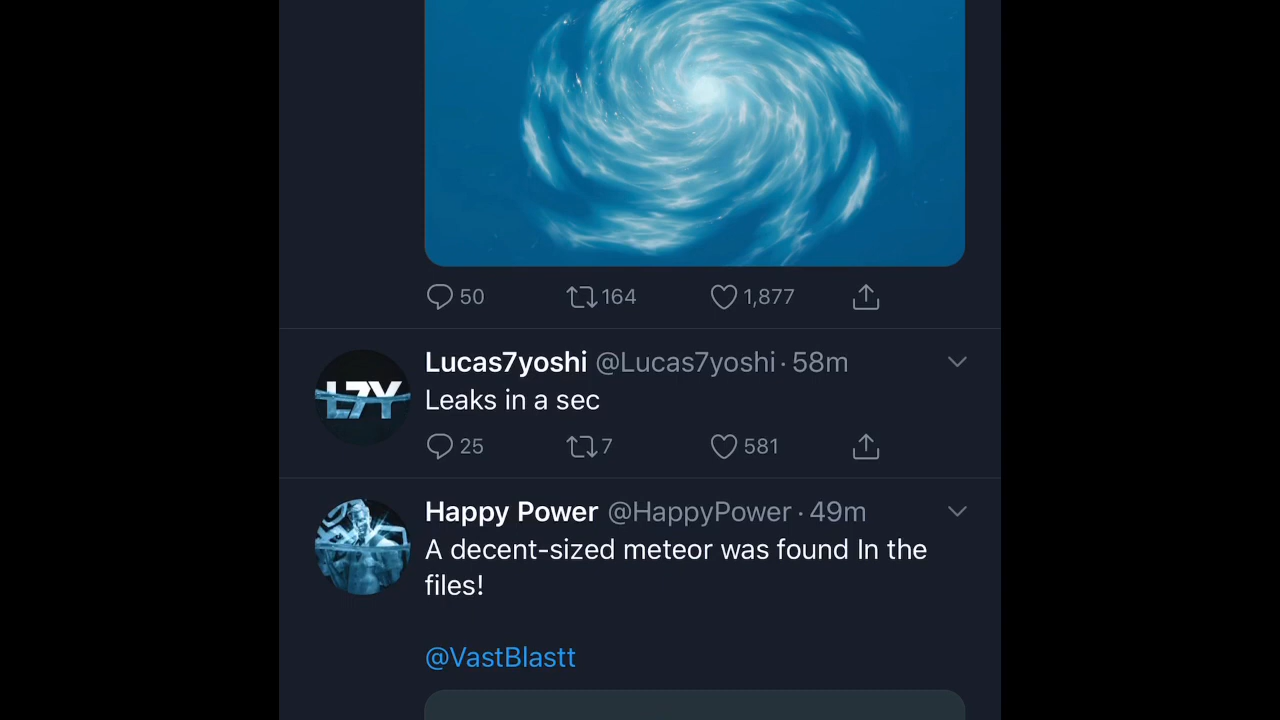 50 164 1,877
Lucas7yoshi @Lucas7yoshi · 58m
L7Y
Leaks in a sec
25 7 581
Happy Power @HappyPower · 49m
A decent-sized meteor was found In the
files!
@VastBlastt